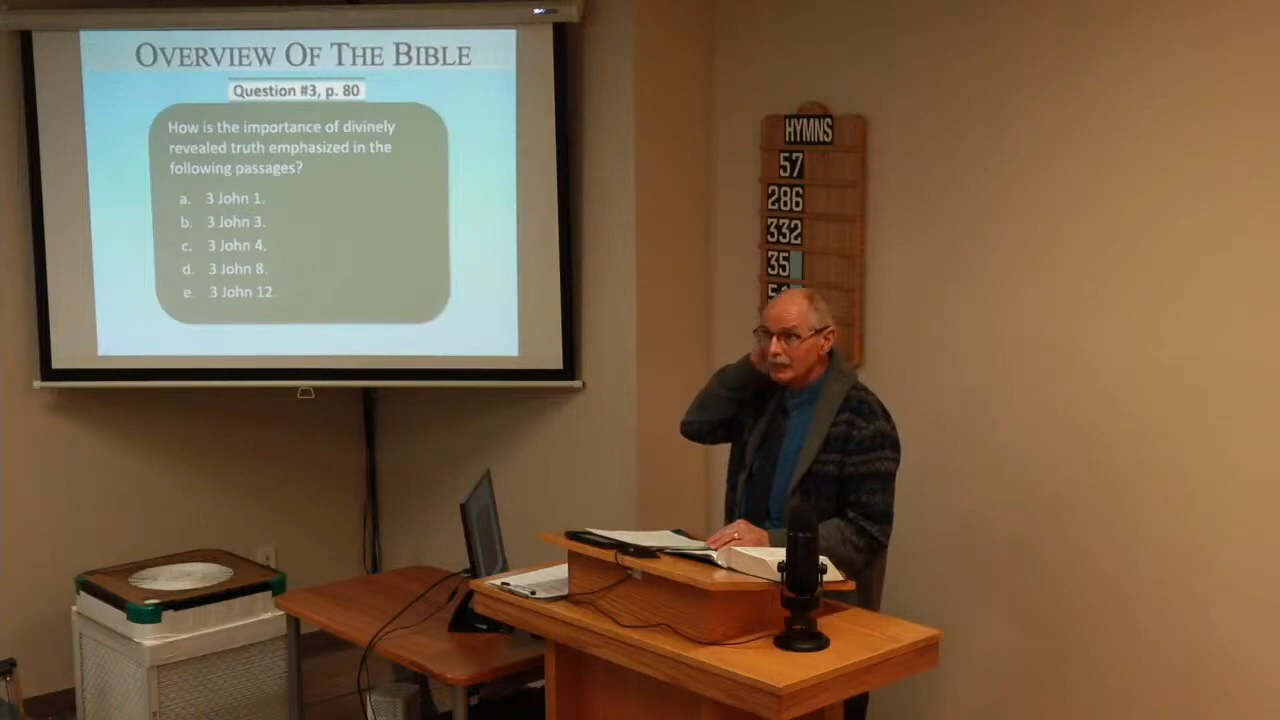 OVERVIEW OF THE BIBLE
Question #3, p. 80
How is the importance of divinely
revealed truth emphasized in the
following passages?
a. 3 John 1.
b. 3 John 3.
c. 3 John 4.
d. 3 John 8.
e. 3 John 12.
HYMNS
57
286
332
35